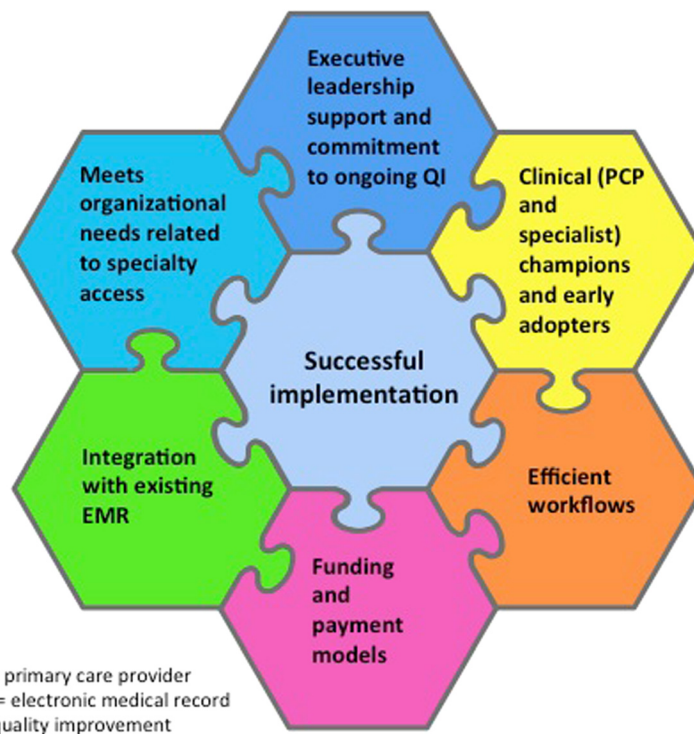 Executive
leadership
support and
commitment
to ongoing QI
Clinical (PCP
and
specialist)
champions
and early
adopters
Efficient
workflows
Funding
and
payment
models
Integration
with existing
EMR
Meets
organizational
needs related
to specialty
access
Successful
implementation
primary care provider
= electronic medical record
quality improvement